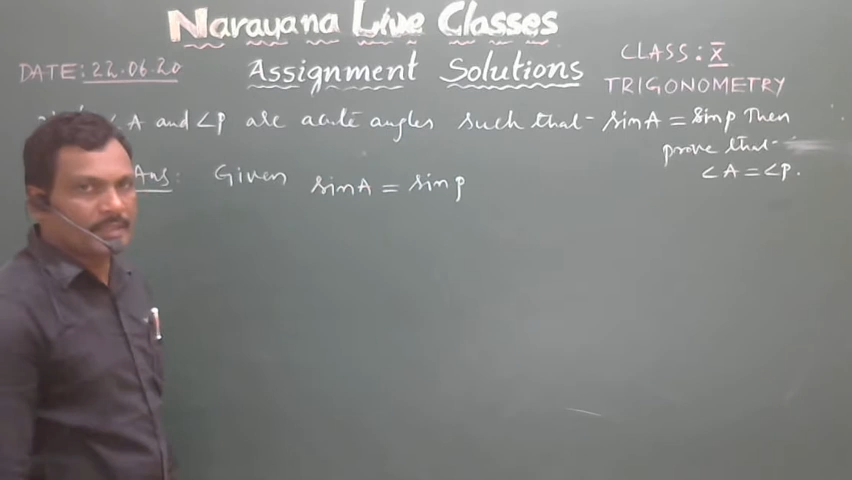 Narayana Live Classes
DATE: 22.06.20 Assignment Solutions CLASS: X
TRIGONOMETRY
∠A and ∠P are acute angles such that sinA = sinp Then
prove that
∠A = ∠P.
Ans: Given sinA = sinp